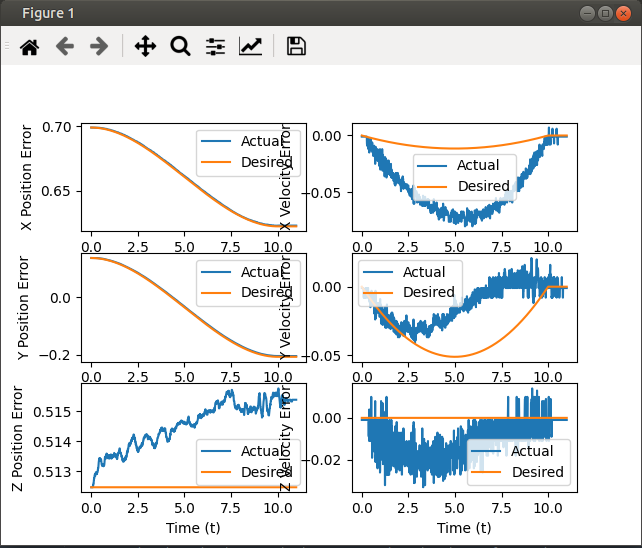 Figure 1
0.70
0.65
X Position Error
Actual
Desired
0.0 2.5 5.0 7.5 10.0
0.00
−0.05
X Velocity Error
Actual
Desired
0.0 2.5 5.0 7.5 10.0
0.0
−0.2
Y Position Error
Actual
Desired
0.0 2.5 5.0 7.5 10.0
0.00
−0.05
Y Velocity Error
Actual
Desired
0.0 2.5 5.0 7.5 10.0
0.515
0.514
0.513
Z Position Error
Actual
Desired
0.0 2.5 5.0 7.5 10.0
Time (t)
0.00
−0.02
Z Velocity Error
Actual
Desired
0.0 2.5 5.0 7.5 10.0
Time (t)